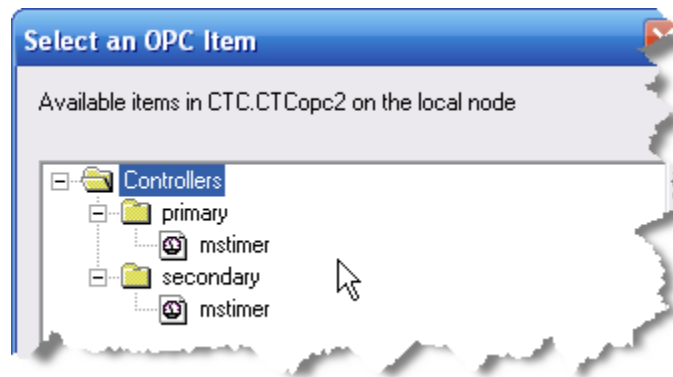 Select an OPC Item
Available items in CTC.CTCopc2 on the local node
Controllers
primary
mstimer
secondary
mstimer